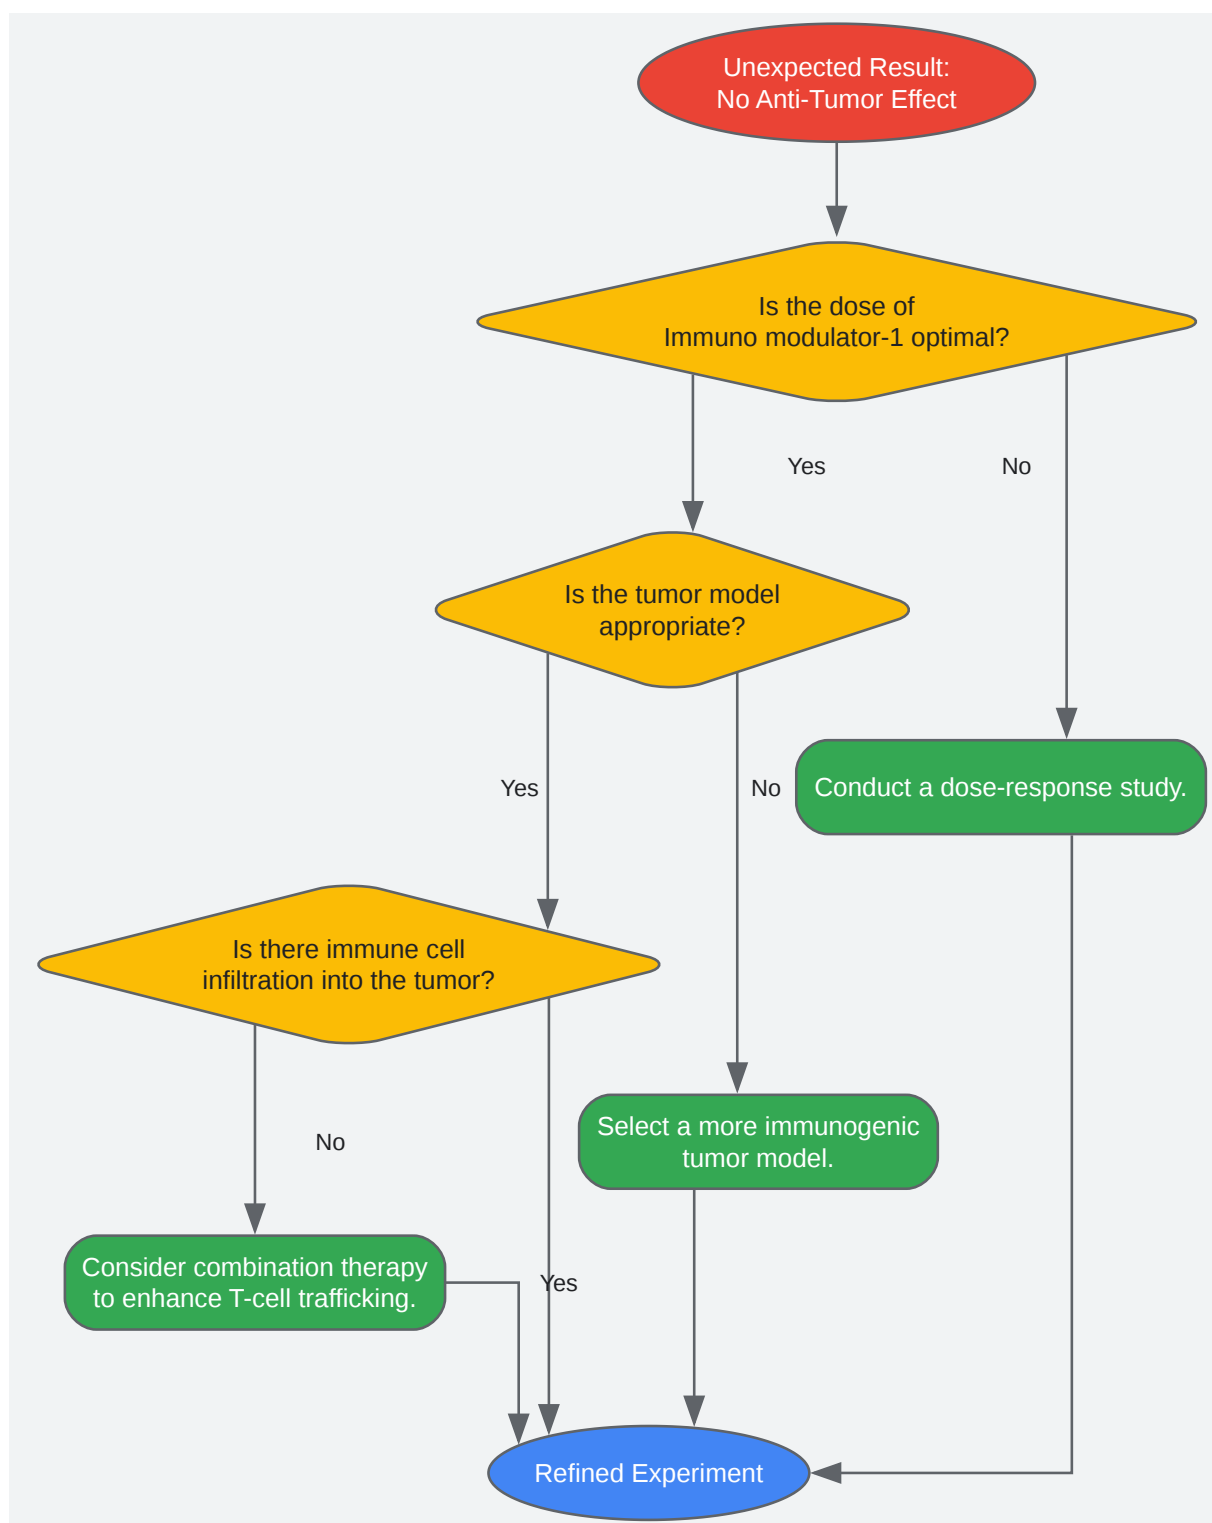 Unexpected Result:
No Anti-Tumor Effect
Is the dose of
Immuno modulator-1 optimal?
Yes
No
Is the tumor model
appropriate?
Yes
No
Conduct a dose-response study.
Is there immune cell
infiltration into the tumor?
No
Select a more immunogenic
tumor model.
Consider combination therapy
to enhance T-cell trafficking.
Yes
Refined Experiment